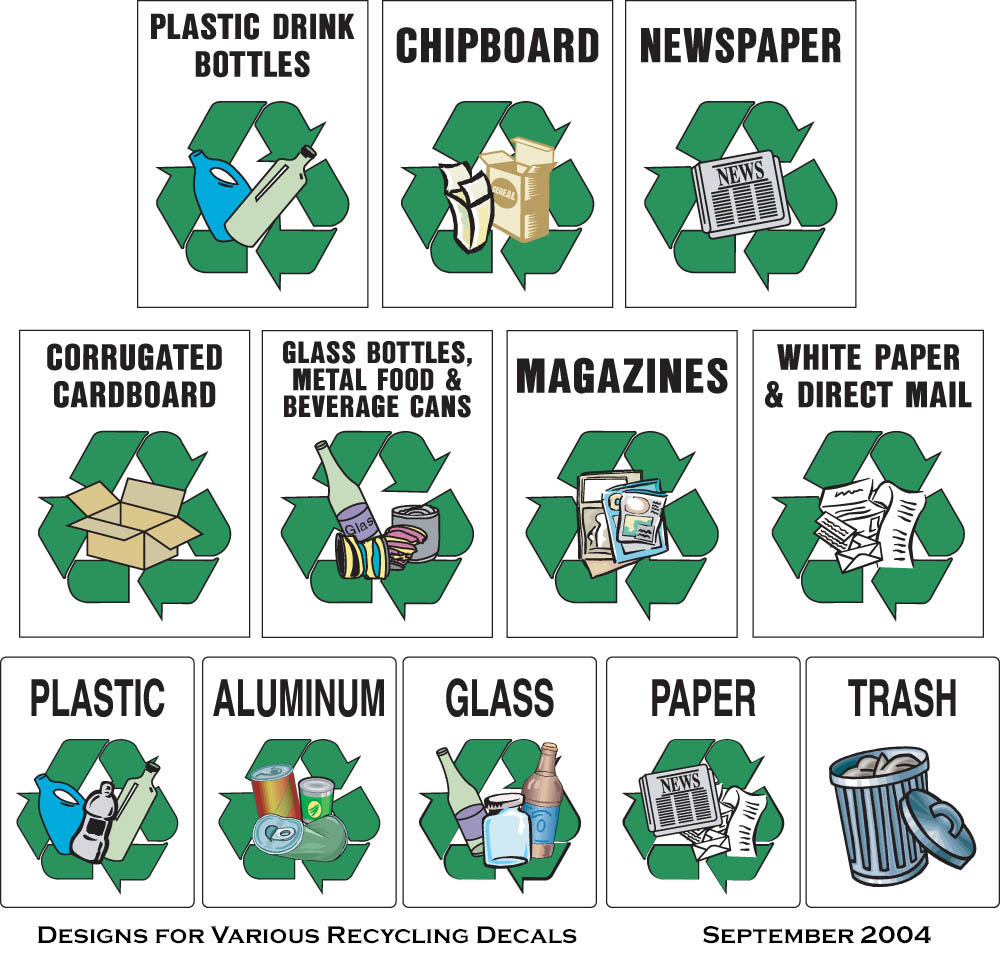 PLASTIC DRINK
BOTTLES
CHIPBOARD
CEREAL
NEWSPAPER
NEWS
CORRUGATED
CARDBOARD
GLASS BOTTLES,
METAL FOOD &
BEVERAGE CANS
Glas
MAGAZINES
WHITE PAPER
& DIRECT MAIL
PLASTIC
ALUMINUM
GLASS
PAPER
NEWS
TRASH
DESIGNS FOR VARIOUS RECYCLING DECALS
SEPTEMBER 2004